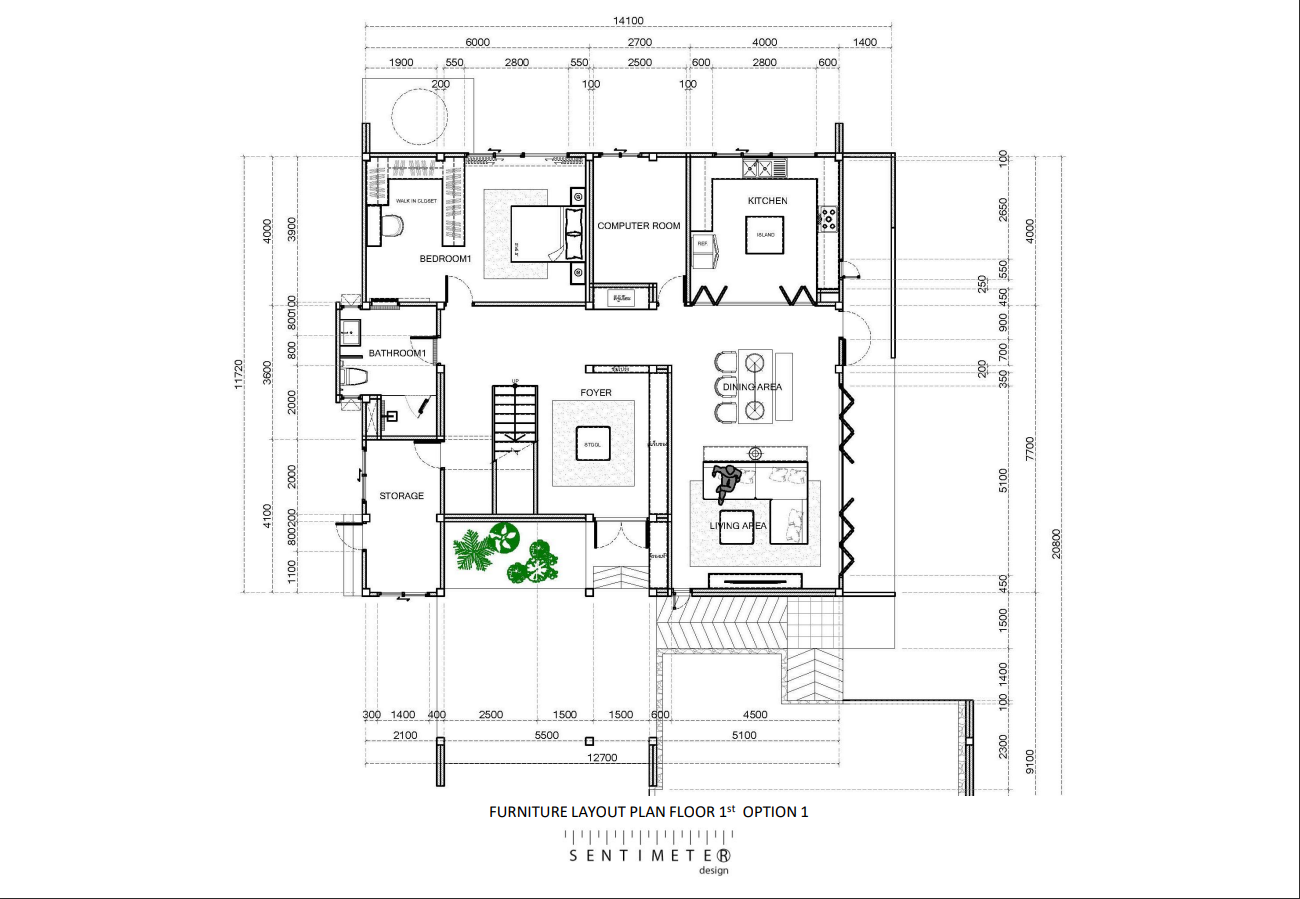 14100
6000 2700 4000 1400
1900 550 2800 550 2500 600 2800 600
200 100 100
WALK IN CLOSET
BEDROOM1
COMPUTER ROOM
KITCHEN
ISLAND
REF.
BATHROOM1
UP
FOYER
STOOL
DINING AREA
STORAGE
LIVING AREA
11720
4000
3600
4100
3900
100
800
800
2000
2000
200
800
1100
100
2650
550
250
450
900
700
200
350
5100
450
1500
1400
100
2300
4000
7700
9100
20800
300 1400 400 2500 1500 1500 600 4500
2100 5500 5100
12700
FURNITURE LAYOUT PLAN FLOOR 1st OPTION 1
SENTIMETER
design